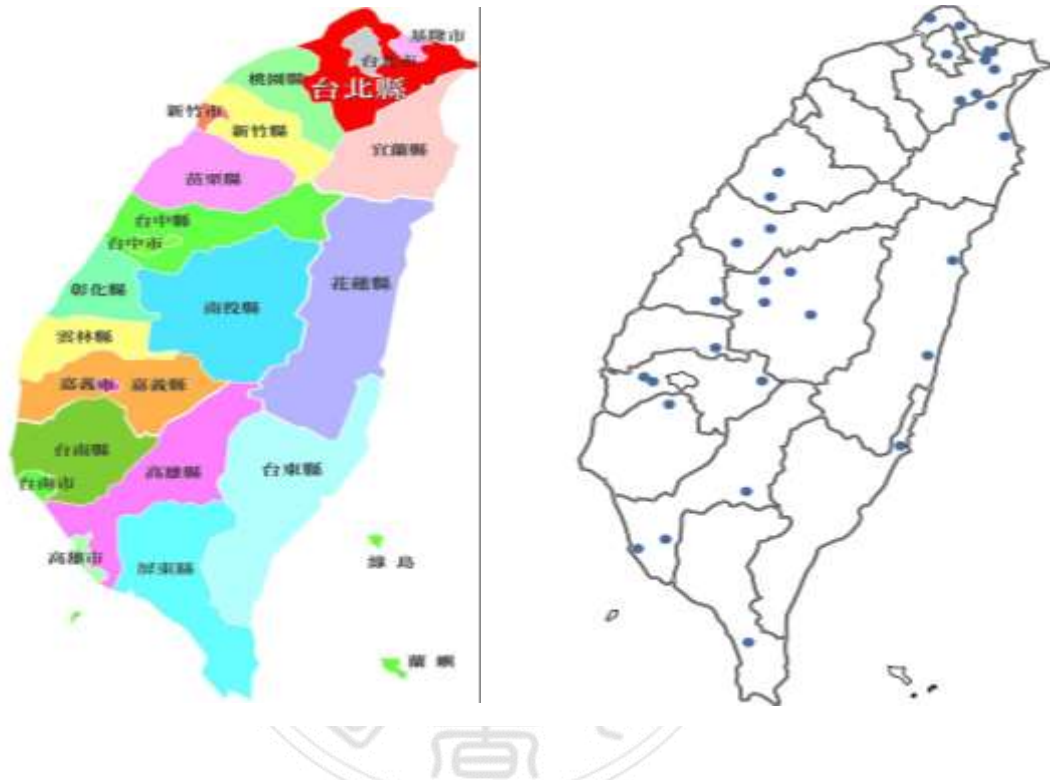 基隆市
台北市
桃園縣
台北縣
新竹市
新竹縣
宜蘭縣
苗栗縣
台中縣
台中市
花蓮縣
彰化縣
南投縣
雲林縣
嘉義市
嘉義縣
台南縣
台東縣
高雄縣
台南市
高雄市
綠島
屏東縣
蘭嶼